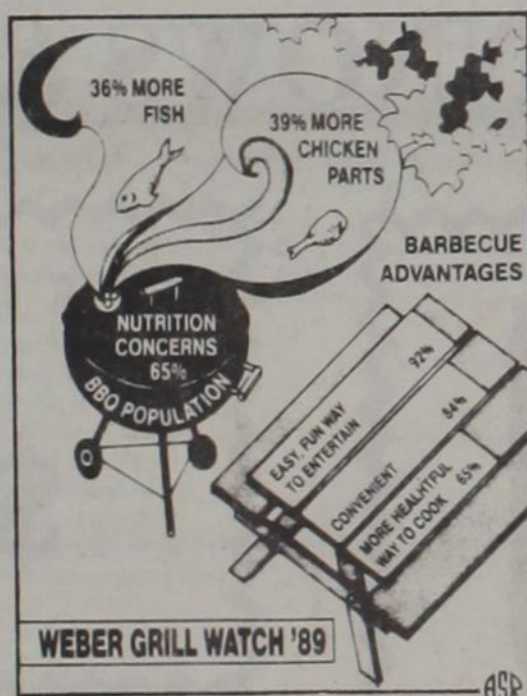 36% MORE
FISH
39% MORE
CHICKEN
PARTS
BARBECUE
ADVANTAGES
NUTRITION
CONCERNS
65%
BBQ POPULATION
EASY, FUN WAY
TO ENTERTAIN
92%
CONVENIENT
84%
MORE HEALHTFUL
WAY TO COOK 65%
WEBER GRILL WATCH '89